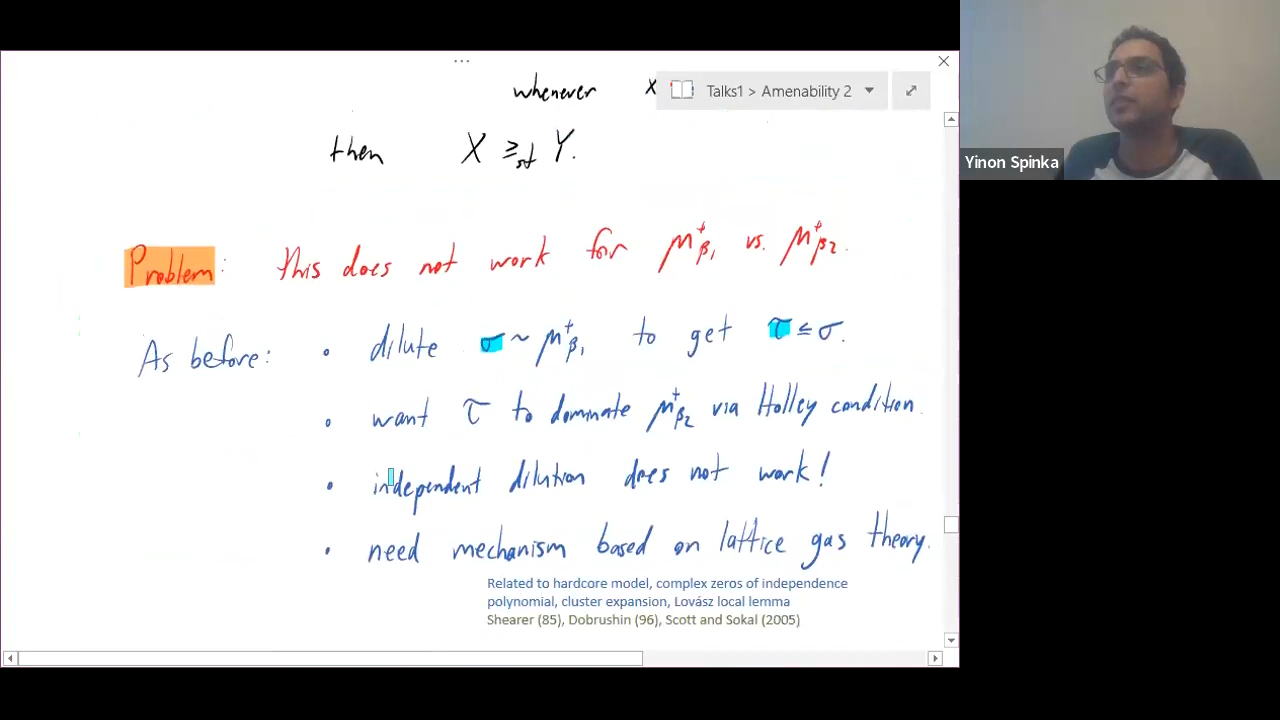 whenever x
Talks1 > Amenability 2
then X ≥st Y.
Yinon Spinka
Problem: this does not work for μ⁺β₁ vs. μ⁺β₂.
As before: • dilute σ ~ μ⁺β₁ to get τ ≤ σ.
• want τ to dominate μ⁺β₂ via Holley condition.
• independent dilution does not work!
• need mechanism based on lattice gas theory.
Related to hardcore model, complex zeros of independence
polynomial, cluster expansion, Lovász local lemma
Shearer (85), Dobrushin (96), Scott and Sokal (2005)